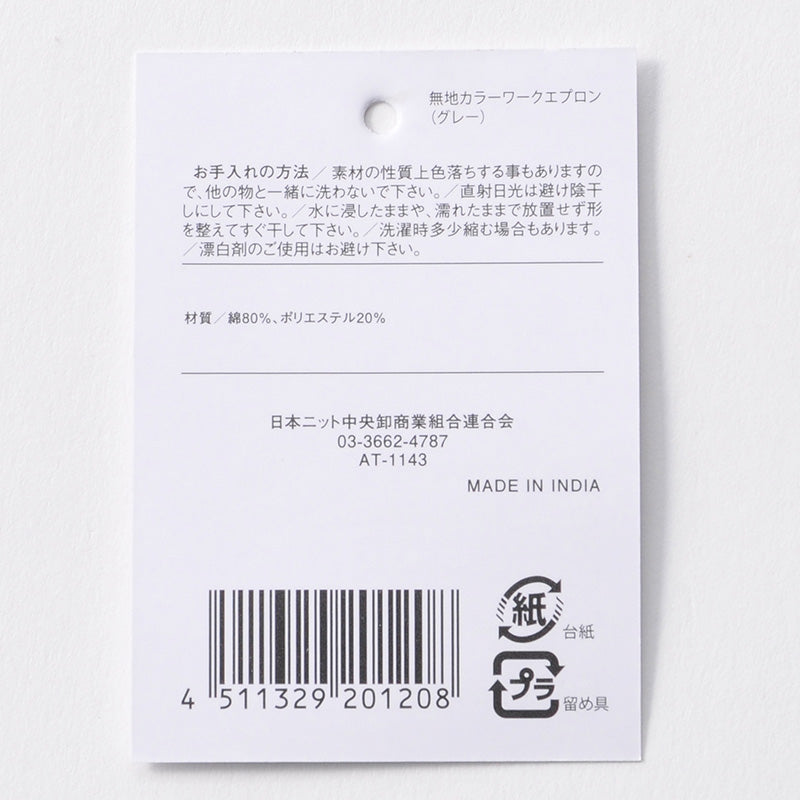 無地カラーワークエプロン
(グレー)
お手入れの方法／素材の性質上色落ちする事もありますの
で、他の物と一緒に洗わないで下さい。／直射日光は避け陰干
しにして下さい。／水に浸したままや、濡れたままで放置せず形
を整えてすぐ干して下さい。／洗濯時多少縮む場合もあります。
／漂白剤のご使用はお避け下さい。
材質／綿80%、ポリエステル20%
日本ニット中央卸商業組合連合会
03-3662-4787
AT-1143
MADE IN INDIA
紙
台紙
プラ
留め具
4 511329 201208